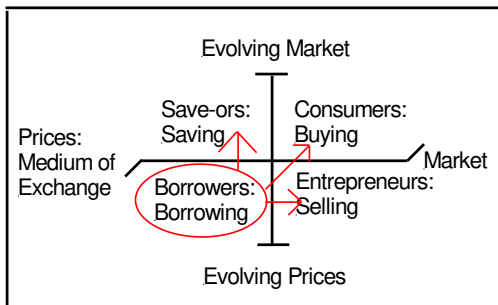 Evolving Market
Save-ors:
Saving
Consumers:
Buying
Prices:
Medium of
Exchange
Market
Borrowers:
Borrowing
Entrepreneurs:
Selling
Evolving Prices